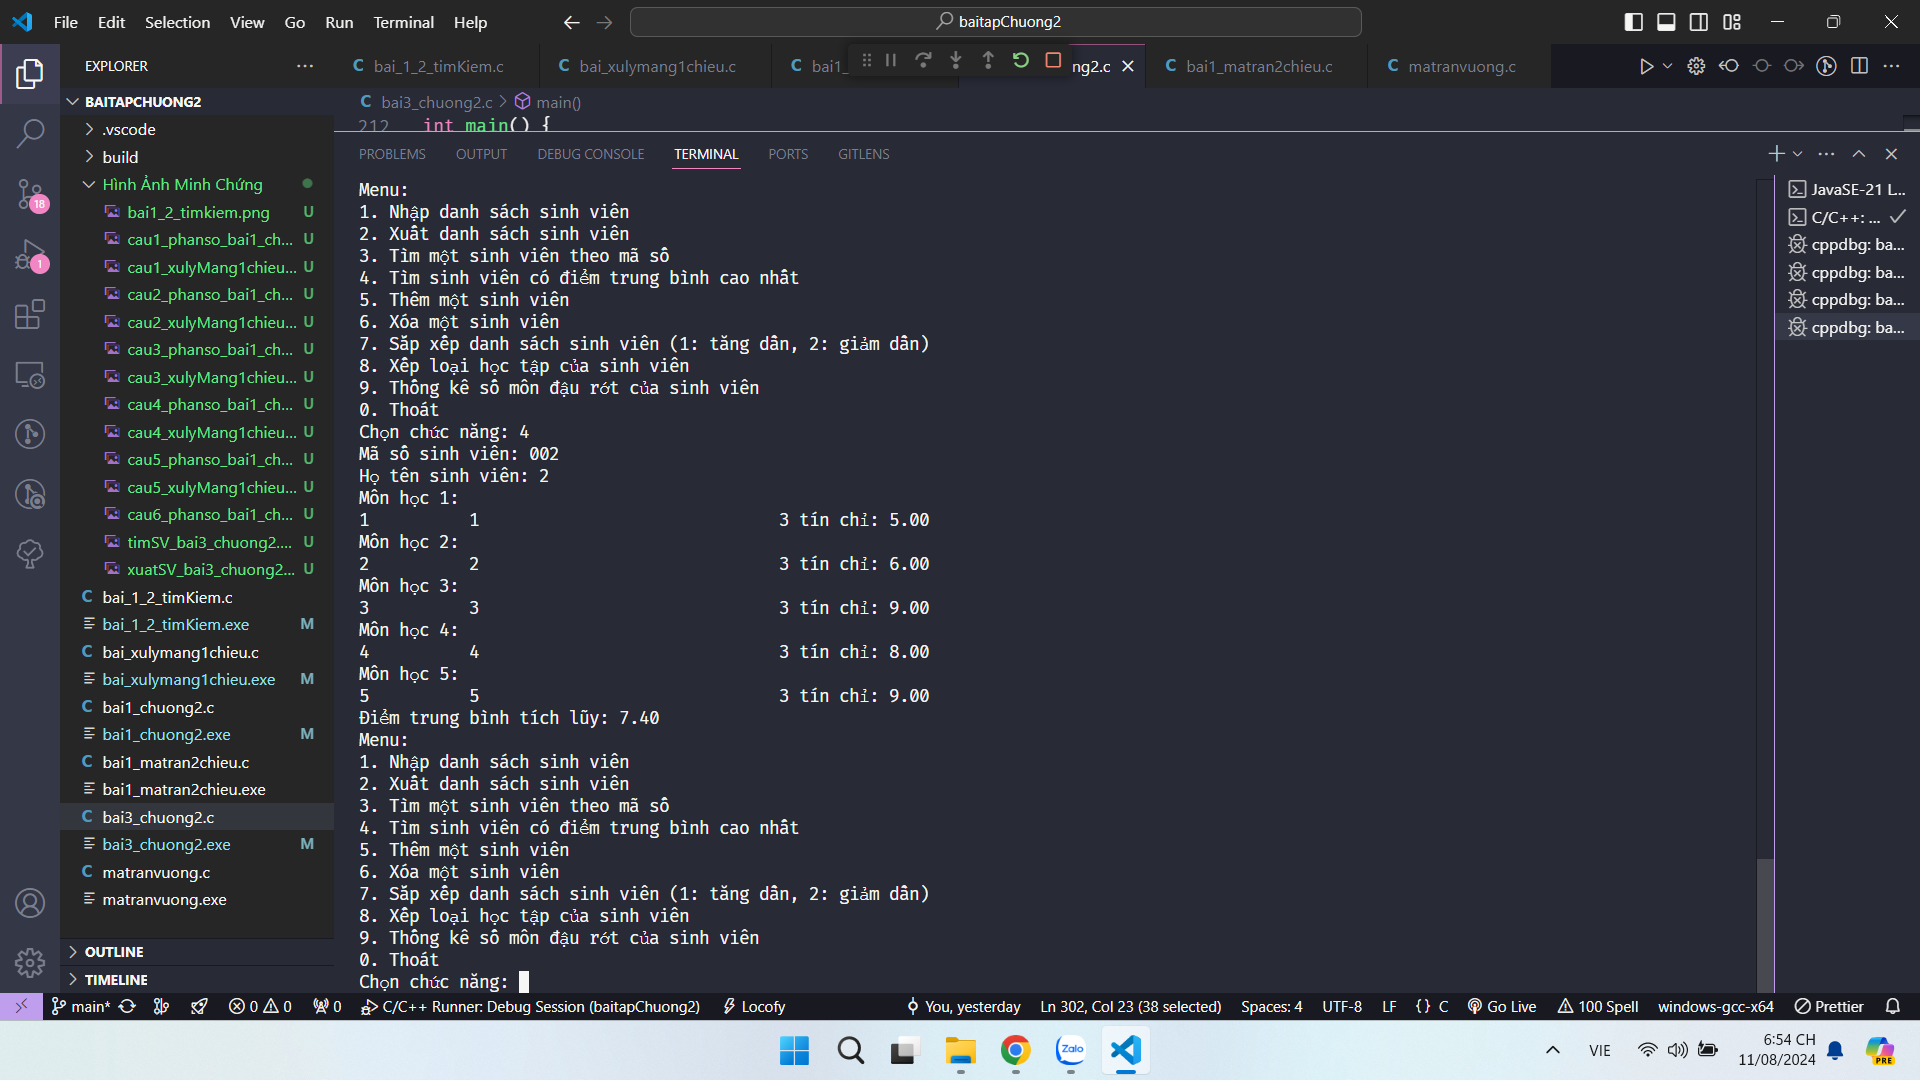 File Edit Selection View Go Run Terminal Help
baitapChuong2
EXPLORER
bai_1_2_timKiem.c
bai_xulymang1chieu.c
bai1_
ng2.c
bai1_matran2chieu.c
matranvuong.c
BAITAPCHUONG2
bai3_chuong2.c > main()
212 int main() {
.vscode
build
Hình Ảnh Minh Chứng
bai1_2_timkiem.png U
cau1_phanso_bai1_ch... U
cau1_xulyMang1chieu... U
cau2_phanso_bai1_ch... U
cau2_xulyMang1chieu... U
cau3_phanso_bai1_ch... U
cau3_xulyMang1chieu... U
cau4_phanso_bai1_ch... U
cau4_xulyMang1chieu... U
cau5_phanso_bai1_ch... U
cau5_xulyMang1chieu... U
cau6_phanso_bai1_ch... U
timSV_bai3_chuong2.... U
xuatSV_bai3_chuong2... U
bai_1_2_timKiem.c
bai_1_2_timKiem.exe M
bai_xulymang1chieu.c
bai_xulymang1chieu.exe M
bai1_chuong2.c
bai1_chuong2.exe M
bai1_matran2chieu.c
bai1_matran2chieu.exe
bai3_chuong2.c
bai3_chuong2.exe M
matranvuong.c
matranvuong.exe
OUTLINE
TIMELINE
18
1
PROBLEMS OUTPUT DEBUG CONSOLE TERMINAL PORTS GITLENS
Menu:
1. Nhập danh sách sinh viên
2. Xuất danh sách sinh viên
3. Tìm một sinh viên theo mã số
4. Tìm sinh viên có điểm trung bình cao nhất
5. Thêm một sinh viên
6. Xóa một sinh viên
7. Sắp xếp danh sách sinh viên (1: tăng dần, 2: giảm dần)
8. Xếp loại học tập của sinh viên
9. Thống kê số môn đậu rớt của sinh viên
0. Thoát
Chọn chức năng: 4
Mã số sinh viên: 002
Họ tên sinh viên: 2
Môn học 1:
1 1 3 tín chỉ: 5.00
Môn học 2:
2 2 3 tín chỉ: 6.00
Môn học 3:
3 3 3 tín chỉ: 9.00
Môn học 4:
4 4 3 tín chỉ: 8.00
Môn học 5:
5 5 3 tín chỉ: 9.00
Điểm trung bình tích lũy: 7.40
Menu:
1. Nhập danh sách sinh viên
2. Xuất danh sách sinh viên
3. Tìm một sinh viên theo mã số
4. Tìm sinh viên có điểm trung bình cao nhất
5. Thêm một sinh viên
6. Xóa một sinh viên
7. Sắp xếp danh sách sinh viên (1: tăng dần, 2: giảm dần)
8. Xếp loại học tập của sinh viên
9. Thống kê số môn đậu rớt của sinh viên
0. Thoát
Chọn chức năng:
JavaSE-21 L...
C/C++: ...
cppdbg: ba...
cppdbg: ba...
cppdbg: ba...
cppdbg: ba...
main* 0 0 0 C/C++ Runner: Debug Session (baitapChuong2) Locofy You, yesterday Ln 302, Col 23 (38 selected) Spaces: 4 UTF-8 LF {} C Go Live 100 Spell windows-gcc-x64 Prettier
Zalo
VIE
6:54 CH
11/08/2024
PRE